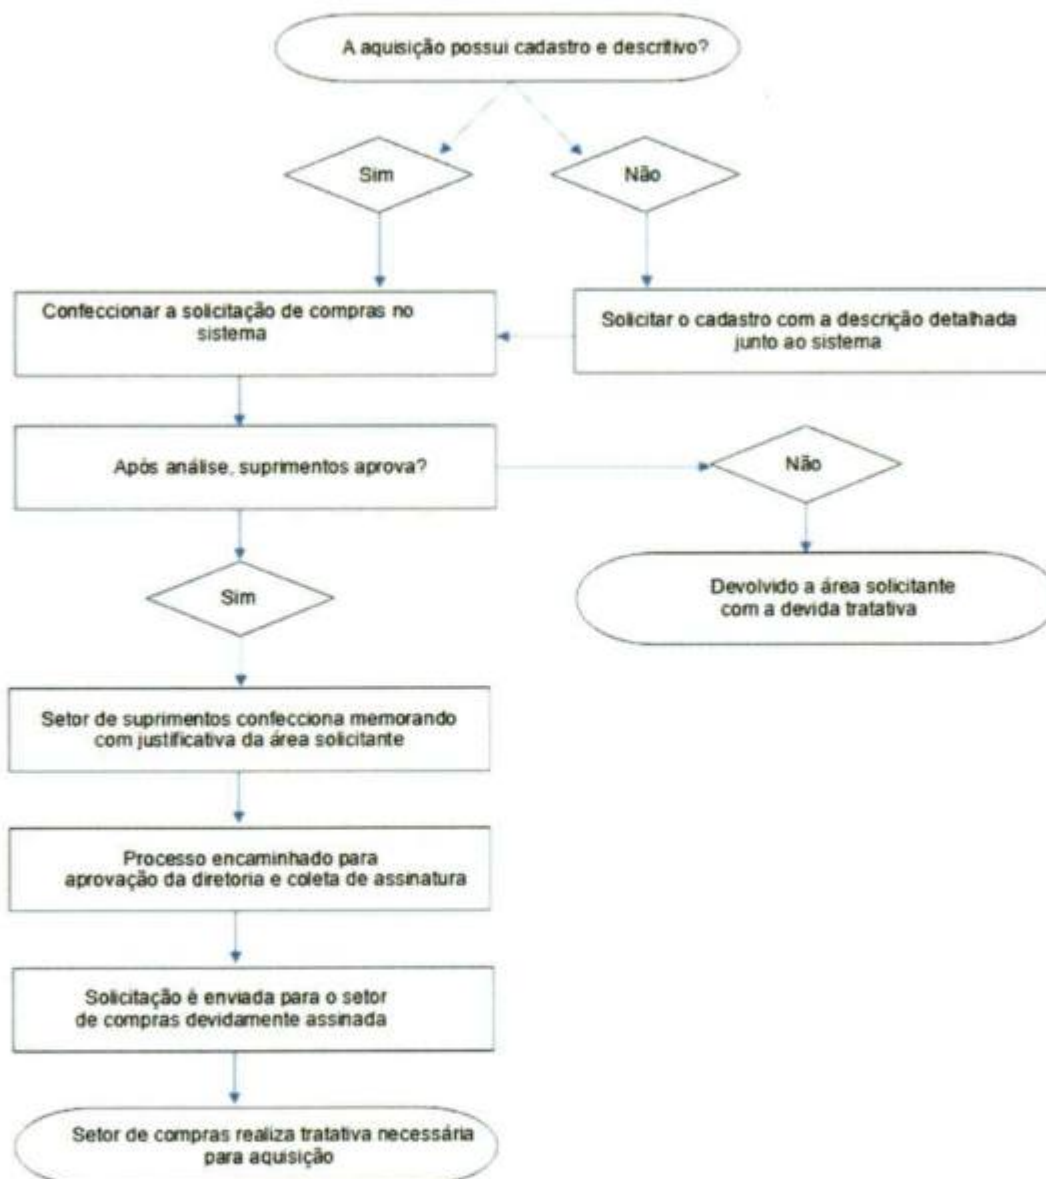 A aquisição possui cadastro e descritivo?
Sim
Não
Confeccionar a solicitação de compras no
sistema
Solicitar o cadastro com a descrição detalhada
junto ao sistema
Após análise, suprimentos aprova?
Não
Sim
Devolvido a área solicitante
com a devida tratativa
Setor de suprimentos confecciona memorando
com justificativa da área solicitante
Processo encaminhado para
aprovação da diretoria e coleta de assinatura
Solicitação é enviada para o setor
de compras devidamente assinada
Setor de compras realiza tratativa necessária
para aquisição